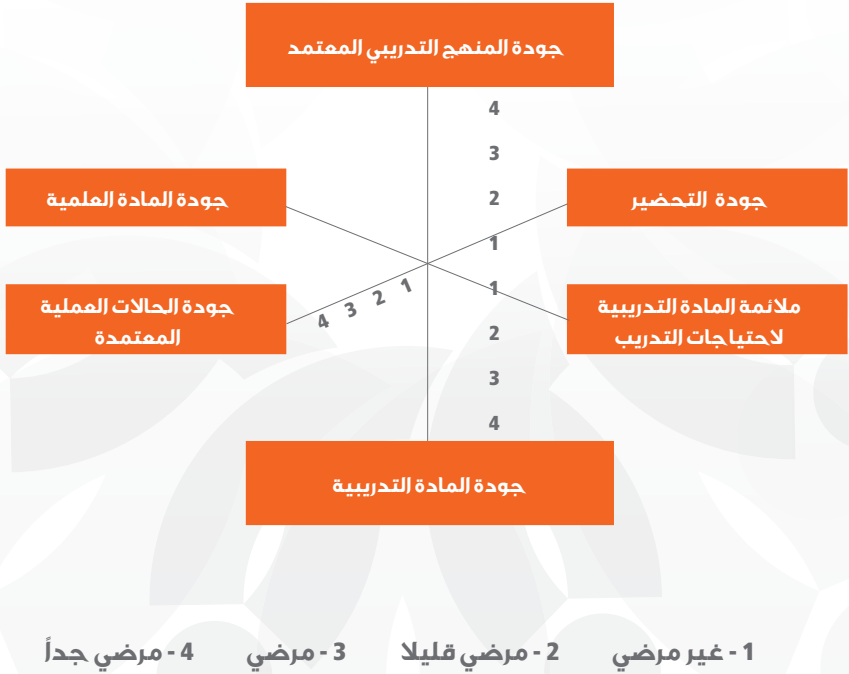 جودة المنهج التدريبي المعتمد
4
3
2
1
جودة التحضير
جودة المادة العلمية
ملائمة المادة التدريبية
لاحتياجات التدريب
جودة الحالات العملية
المعتمدة
1
2
3
4
1
2
3
4
جودة المادة التدريبية
1 - غير مرضي 2 - مرضي قليلا 3 - مرضي 4 - مرضي جداً